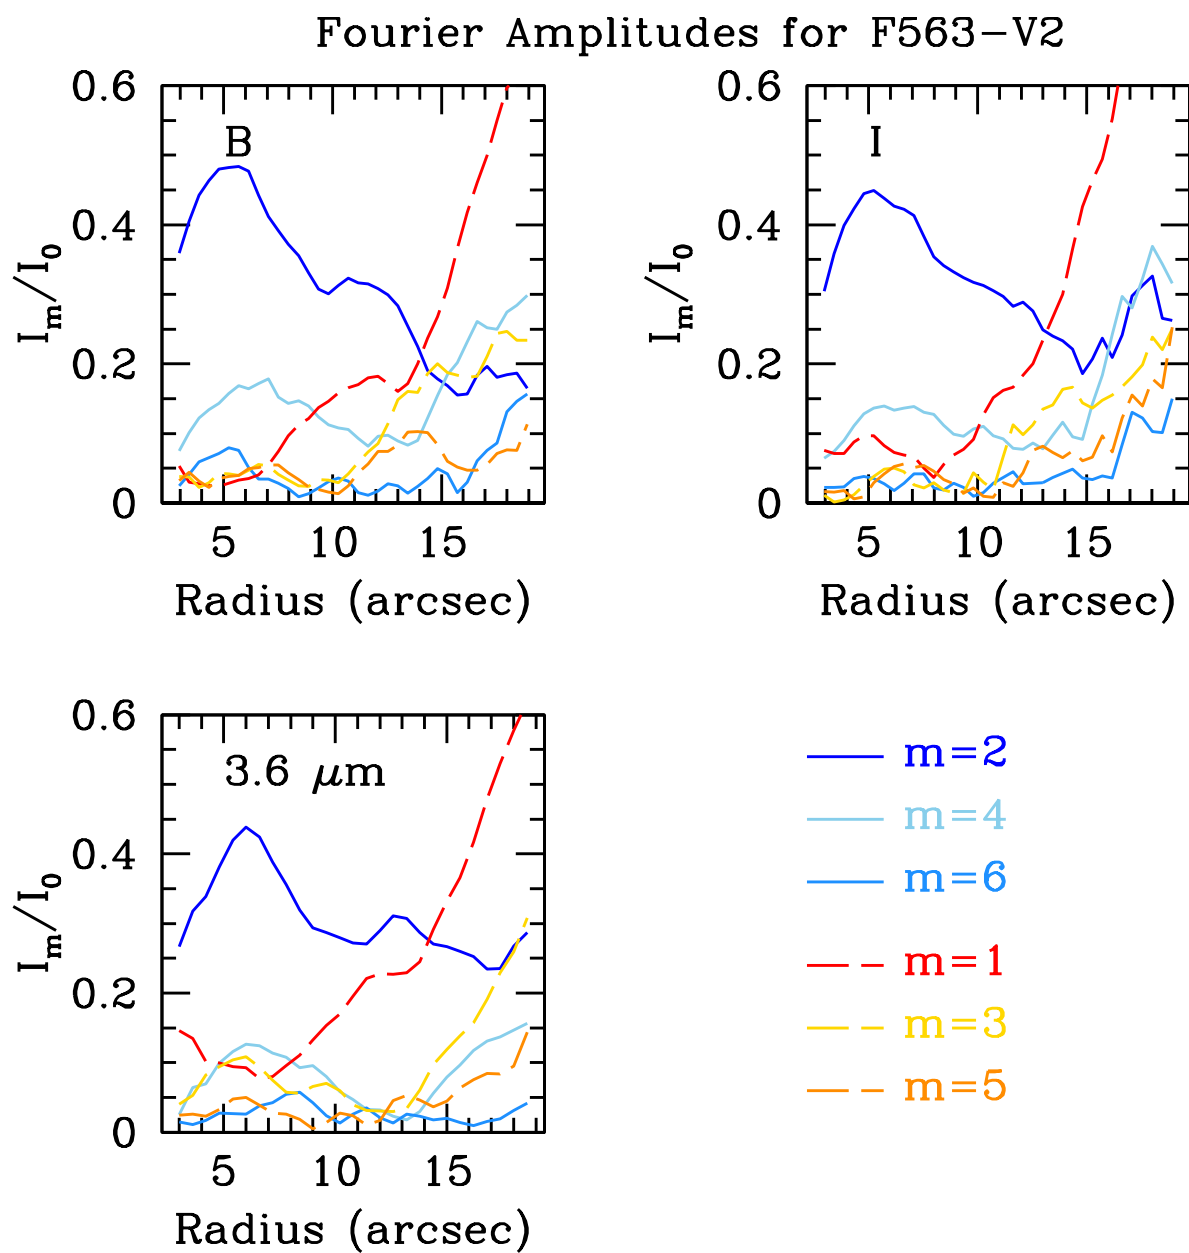 Fourier Amplitudes for F563-V2
0.6
0.4
0.2
0
B
I_m/I_0
5 10 15
Radius (arcsec)
0.6
0.4
0.2
0
I
I_m/I_0
5 10 15
Radius (arcsec)
0.6
0.4
0.2
0
3.6 μm
I_m/I_0
5 10 15
Radius (arcsec)
m=2
m=4
m=6
m=1
m=3
m=5